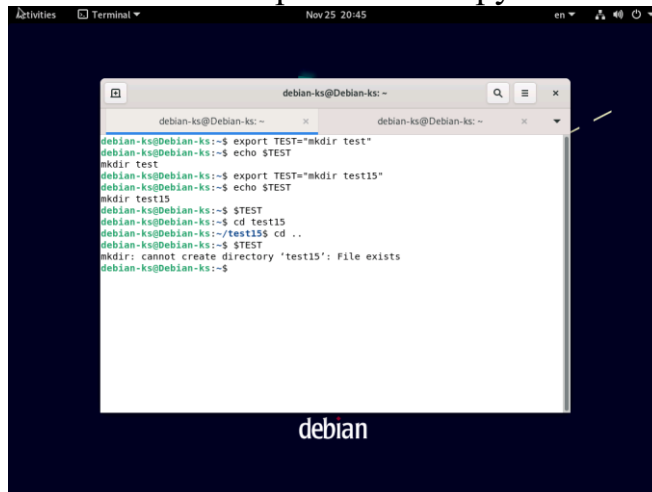 Activities Terminal Nov 25 20:45 en
debian-ks@Debian-ks: ~
debian-ks@Debian-ks: ~ × debian-ks@Debian-ks: ~ ×
debian-ks@Debian-ks:~$ export TEST="mkdir test"
debian-ks@Debian-ks:~$ echo $TEST
mkdir test
debian-ks@Debian-ks:~$ export TEST="mkdir test15"
debian-ks@Debian-ks:~$ echo $TEST
mkdir test15
debian-ks@Debian-ks:~$ $TEST
debian-ks@Debian-ks:~$ cd test15
debian-ks@Debian-ks:~/test15$ cd ..
debian-ks@Debian-ks:~$ $TEST
mkdir: cannot create directory ‘test15’: File exists
debian-ks@Debian-ks:~$
debian